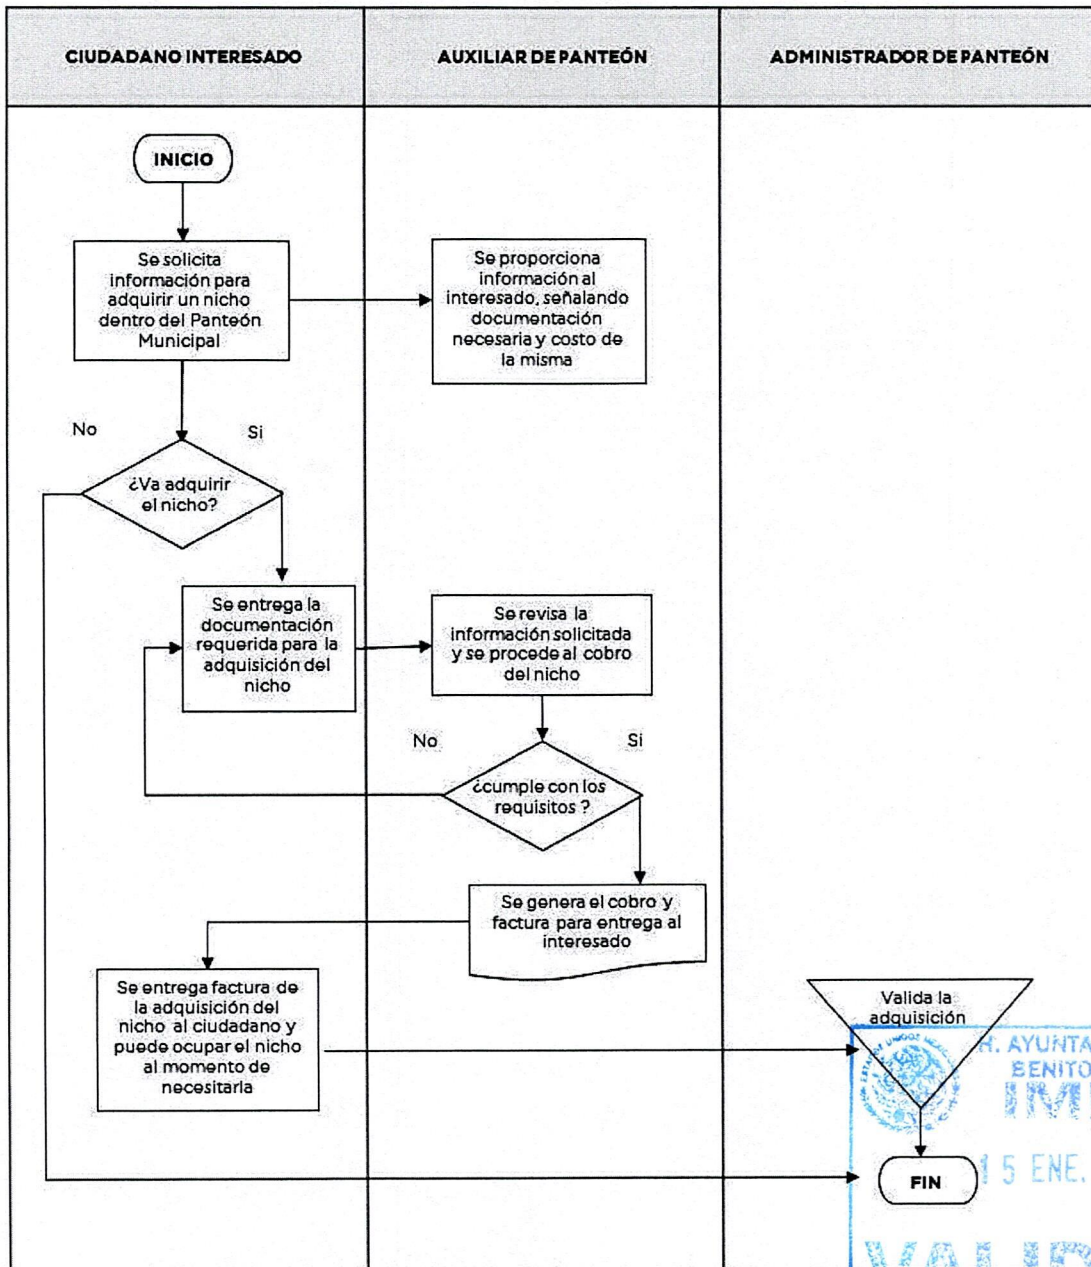 CIUDADANO INTERESADO
AUXILIAR DE PANTEÓN
ADMINISTRADOR DE PANTEÓN
INICIO
Se solicita
información para
adquirir un nicho
dentro del Panteón
Municipal
Se proporciona
información al
interesado, señalando
documentación
necesaria y costo de
la misma
No
Si
¿Va adquirir
el nicho?
Se entrega la
documentación
requerida para la
adquisición del
nicho
Se revisa la
información solicitada
y se procede al cobro
del nicho
No
Si
¿cumple con los
requisitos ?
Se genera el cobro y
factura para entrega al
interesado
Se entrega factura de
la adquisición del
nicho al ciudadano y
puede ocupar el nicho
al momento de
necesitarla
Valida la
adquisición
H. AYUNTA
BENITO
15 ENE.
FIN